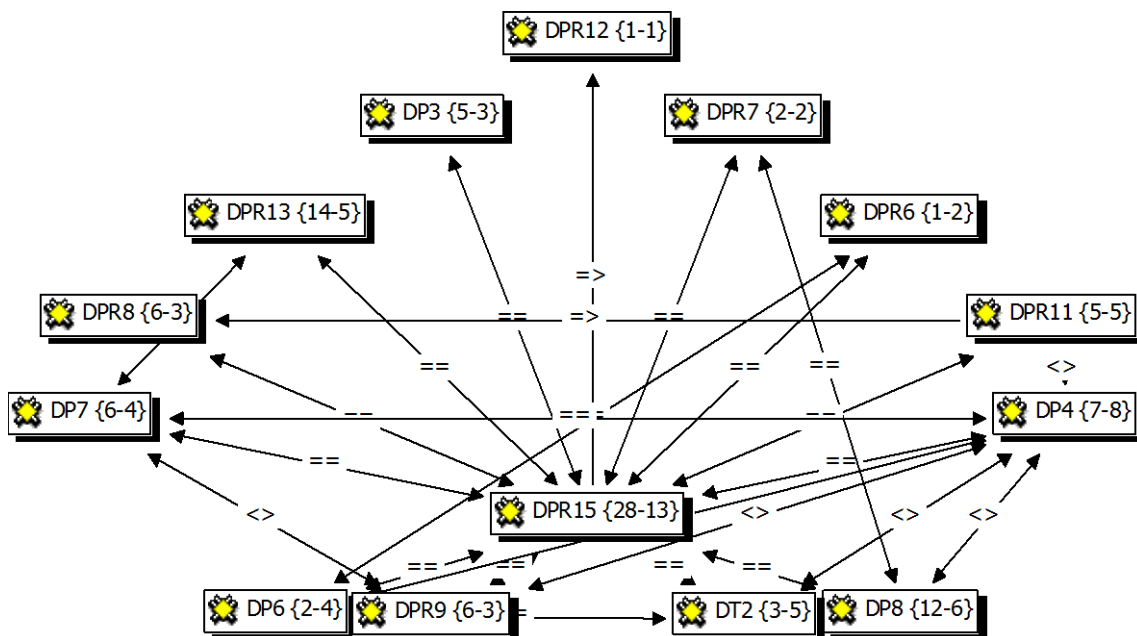 DPR12 {1-1}
DP3 {5-3}
DPR7 {2-2}
DPR13 {14-5}
DPR6 {1-2}
=>
DPR8 {6-3}
==
=>
==
DPR11 {5-5}
==
==
==
<>
DP7 {6-4}
==
==
==
DP4 {7-8}
==
==
<>
DPR15 {28-13}
<>
<>
<>
==
==
==
==
DP6 {2-4}
DPR9 {6-3}
=
DT2 {3-5}
DP8 {12-6}